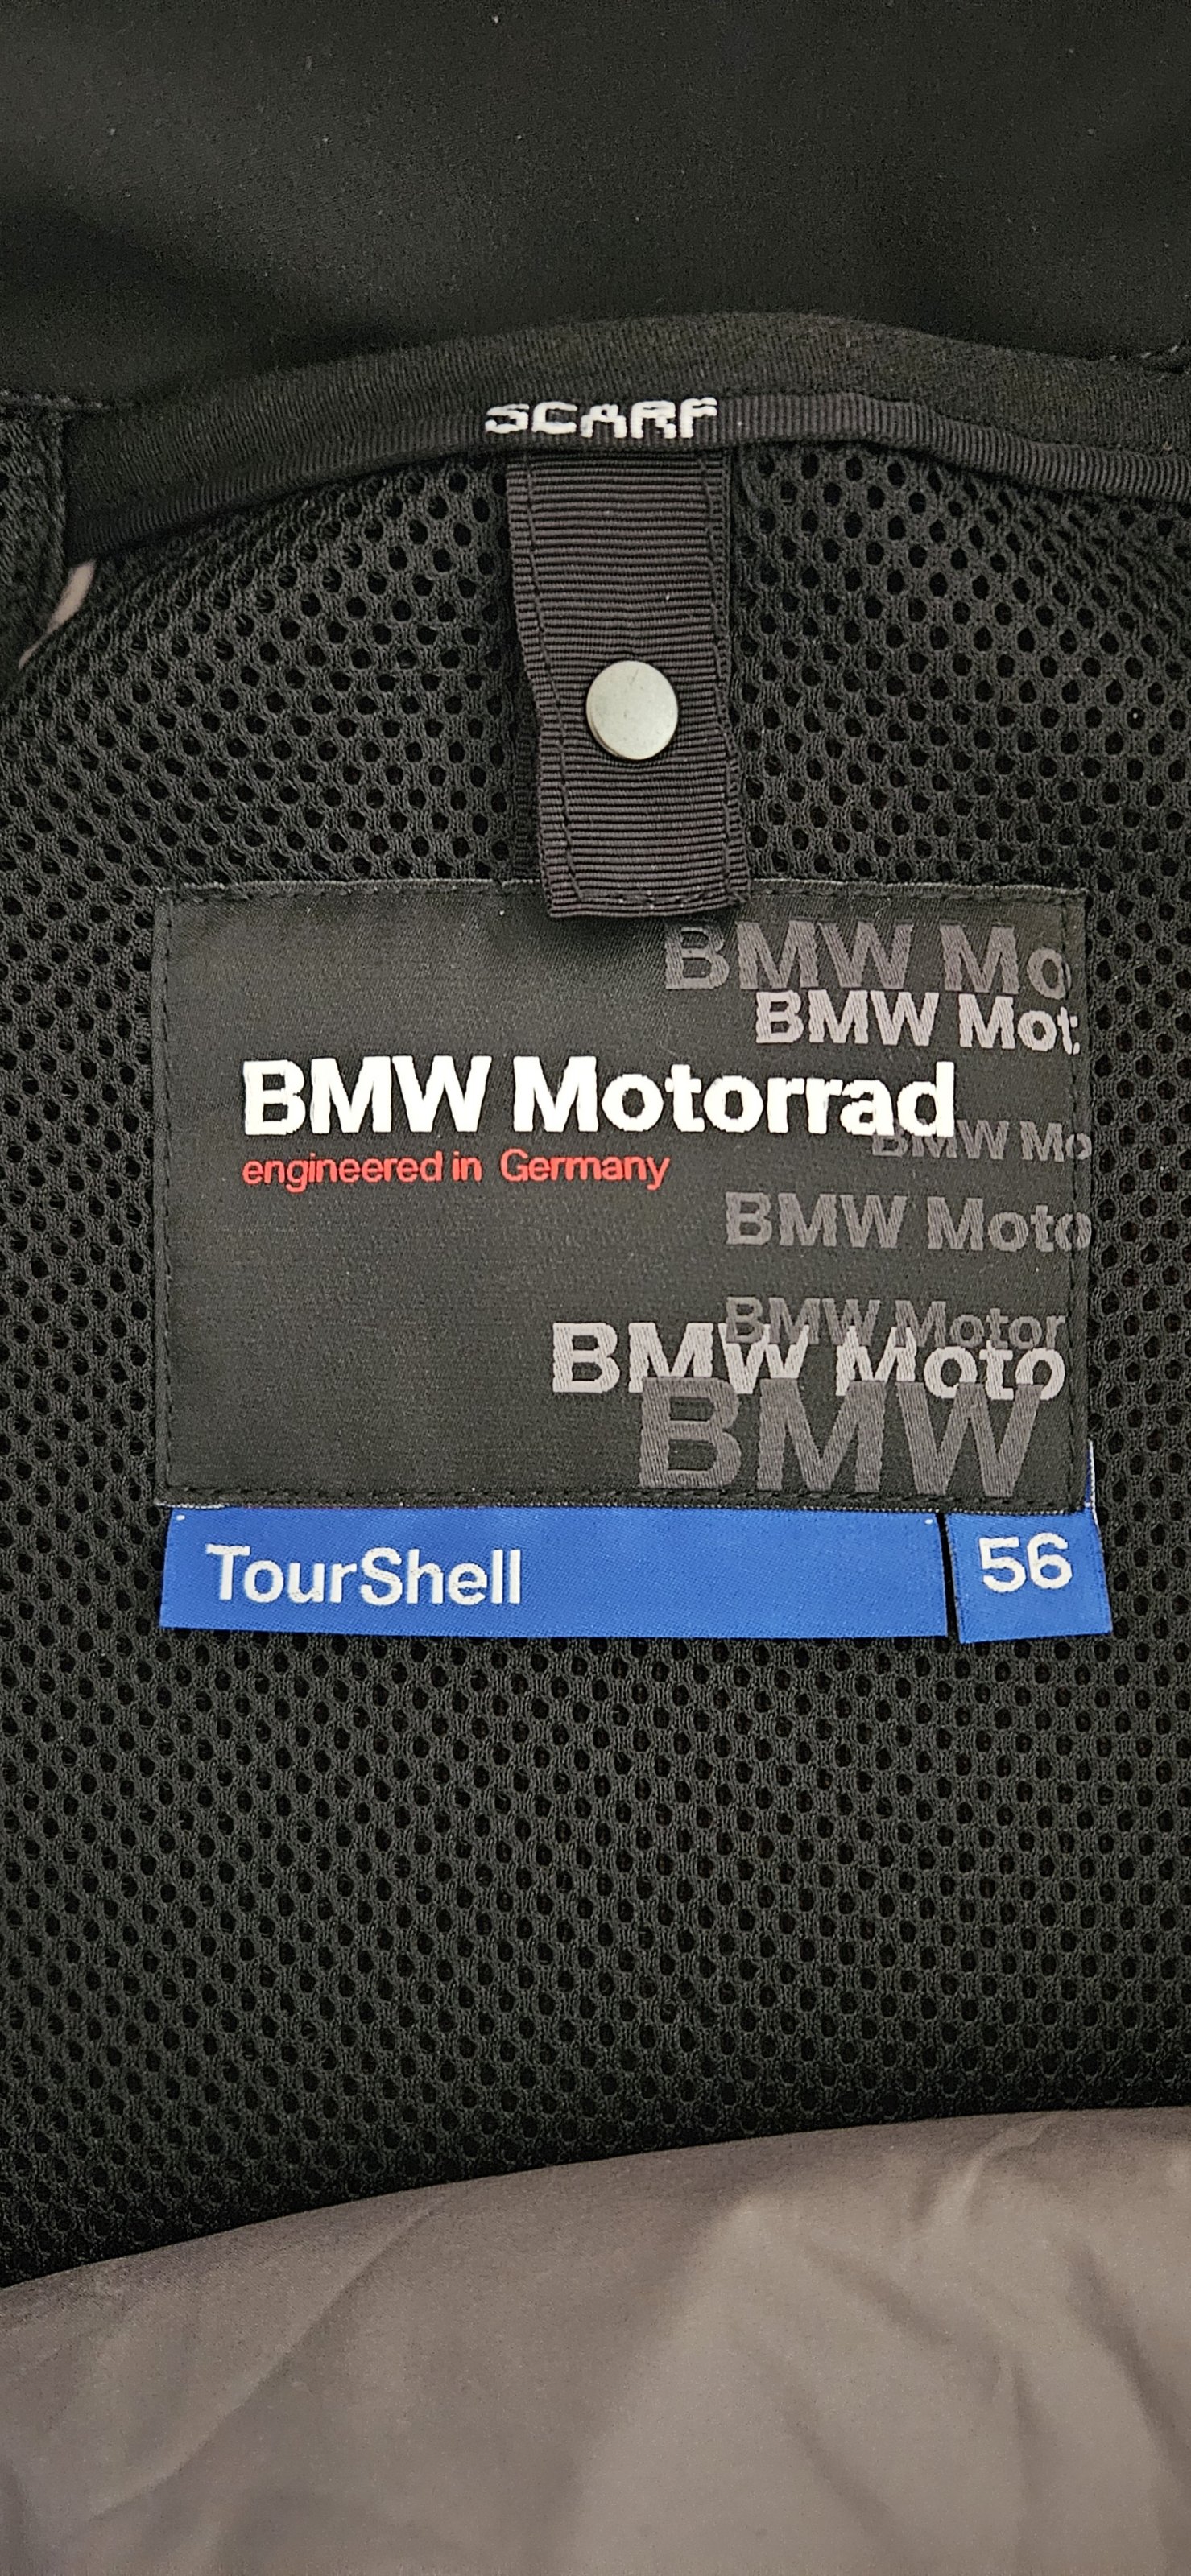 SCARF
BMW Mo
BMW Mot
BMW Motorrad
BMW Mo
engineered in Germany
BMW Moto
BMW Motor
BMW Moto
BMW
TourShell
56